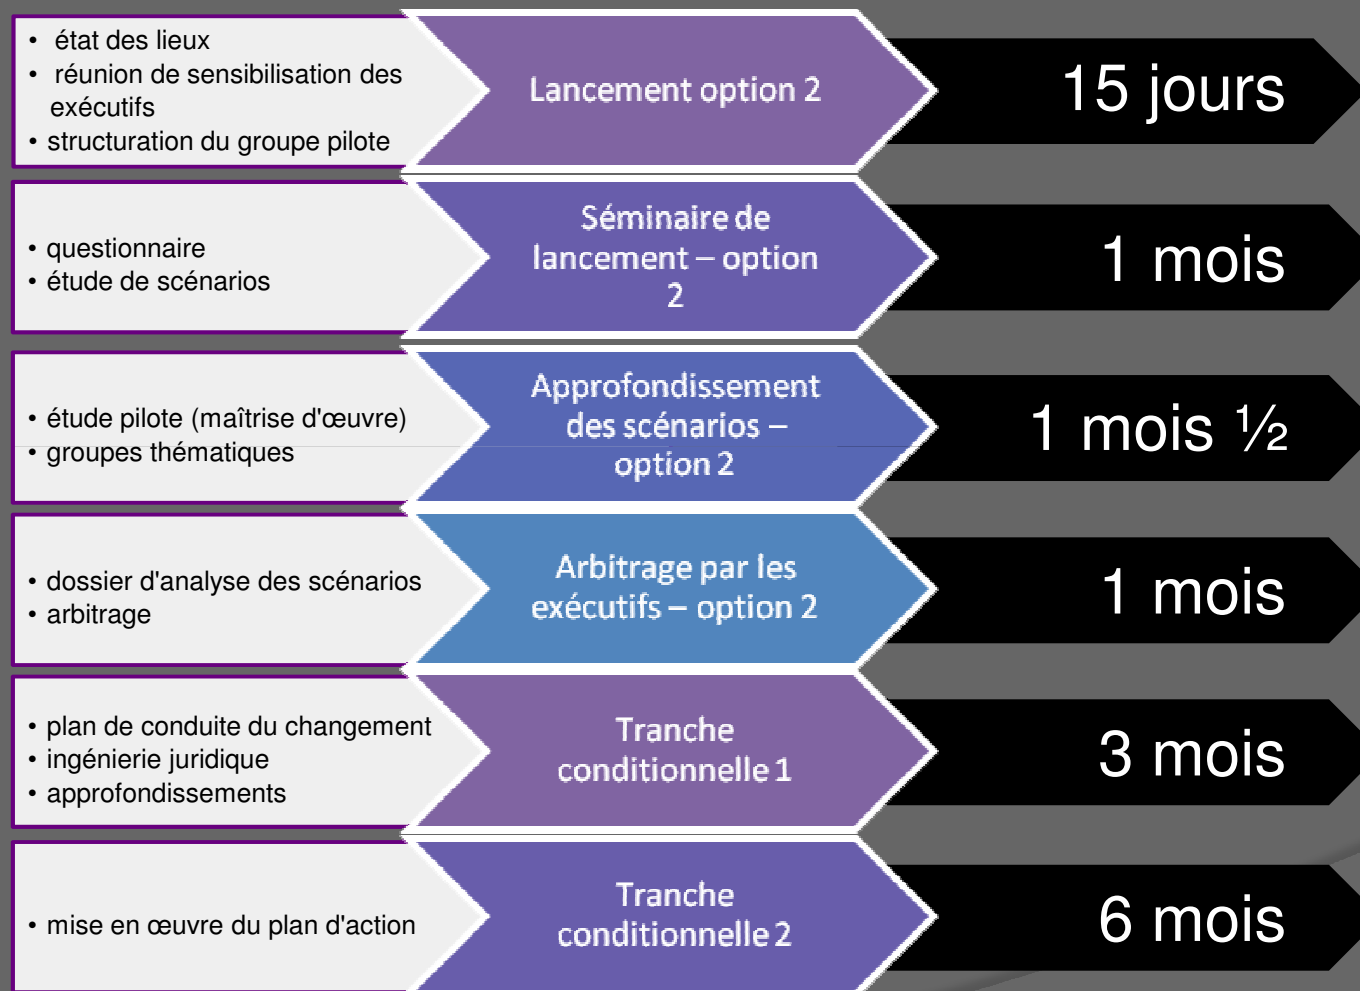 • état des lieux
• réunion de sensibilisation des
exécutifs
• structuration du groupe pilote
Lancement option 2
15 jours
• questionnaire
• étude de scénarios
Séminaire de
lancement – option
2
1 mois
• étude pilote (maîtrise d'œuvre)
• groupes thématiques
Approfondissement
des scénarios –
option 2
1 mois ½
• dossier d'analyse des scénarios
• arbitrage
Arbitrage par les
exécutifs – option 2
1 mois
• plan de conduite du changement
• ingénierie juridique
• approfondissements
Tranche
conditionnelle 1
3 mois
• mise en œuvre du plan d'action
Tranche
conditionnelle 2
6 mois